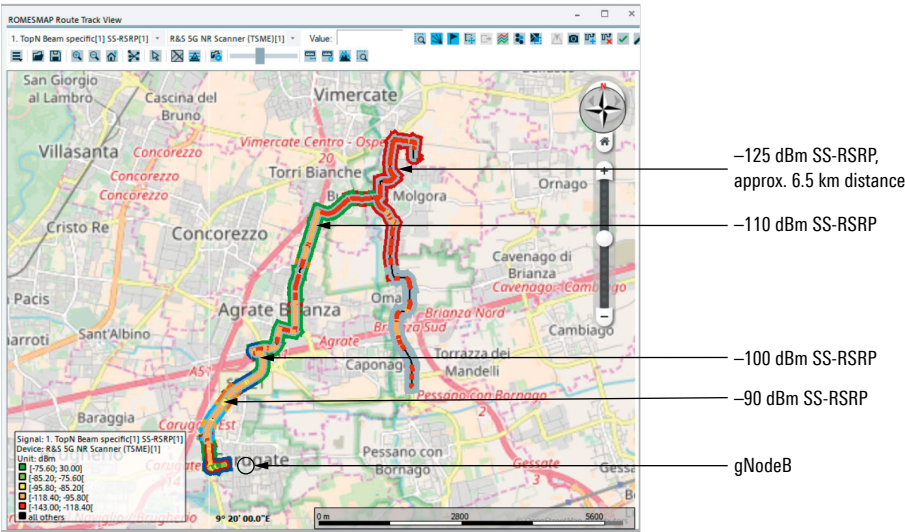 ROMESMAP Route Track View
1. TopN Beam specific[1] SS-RSRP[1]
R&S 5G NR Scanner (TSME)[1]
Value:
San Giorgio
al Lambro
Cascina del
Bruno
Vimercate
N
Villasanta
Concorezzo
Vimercate Centro - Ospe
20
Torri Bianche
Concorezzo
Concorezzo
Molgora
Ornago
Cristo Re
Concorezzo
Cavenago di
Brianza
Cavenago-Cambiago
Pacis
Agrate Brianza
Oma
Brianza Nord
Brianza Sud
Sant'Albino
Agrate
Cambiago
A51
Caponago
Torrazza dei
Mandelli
Pessano con Bornago
2
Baraggia
Est
Carugate
14
Pessano con
Bornago
Gessate
3
Gessa
Signal: 1. TopN Beam specific[1] SS-RSRP[1]
Device: R&S 5G NR Scanner (TSME)[1]
Unit: dBm
[-75.60; 30.00]
[-85.20; -75.60[
[-95.80; -85.20[
[-118.40; -95.80[
[-143.00; -118.40[
all others
9° 20' 00.0"E
0 m
2800
5600
–125 dBm SS-RSRP,
approx. 6.5 km distance
–110 dBm SS-RSRP
–100 dBm SS-RSRP
–90 dBm SS-RSRP
gNodeB